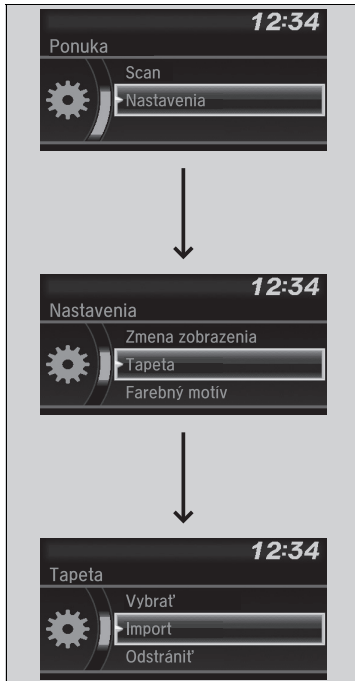 12:34
Ponuka
Scan
Nastavenia
12:34
Nastavenia
Zmena zobrazenia
Tapeta
Farebný motív
12:34
Tapeta
Vybrať
Import
Odstrániť